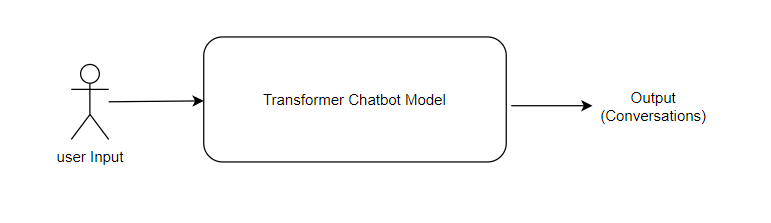 user Input
Transformer Chatbot Model
Output
(Conversations)